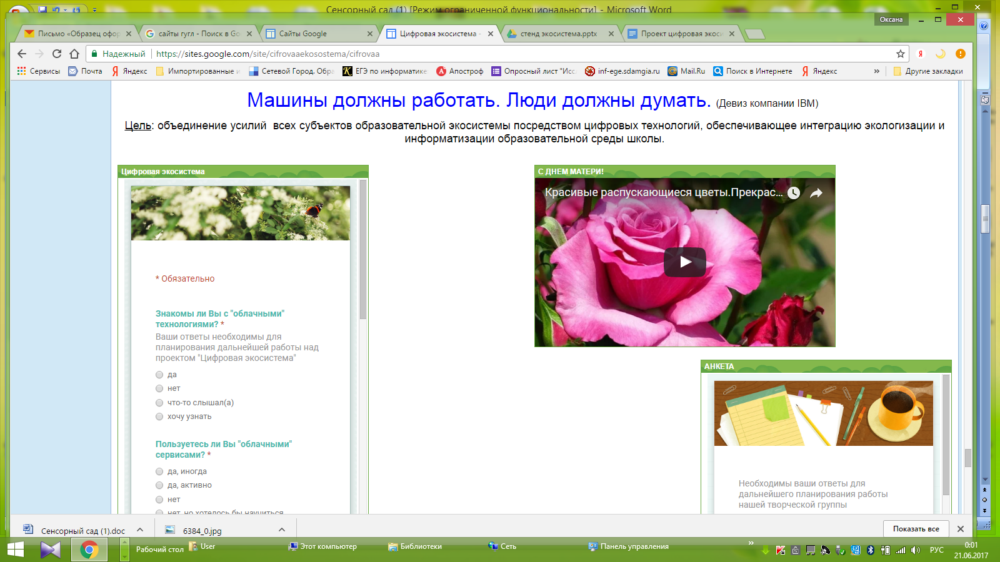 Сенсорный сад (1) [Режим ограниченной функциональности] - Microsoft Word
Оксана
Письмо «Образец офор
сайты гугл - Поиск в Go
Сайты Google
Цифровая экосистема -
стенд экосистема.pptx
Проект цифровая экоси
Надежный
https://sites.google.com/site/cifrovaaekosostema/cifrovaa
Сервисы
Почта
Яндекс
Импортированные и
Сетевой Город. Обра
ЕГЭ по информатике
Апостроф
Опросный лист "Исс
inf-ege.sdamgia.ru
Mail.Ru
Поиск в Интернете
Яндекс
»
Другие закладки
Машины должны работать. Люди должны думать. (Девиз компании IBM)
Цель: объединение усилий всех субъектов образовательной экосистемы посредством цифровых технологий, обеспечивающее интеграцию экологизации и
информатизации образовательной среды школы.
Цифровая экосистема
* Обязательно
Знакомы ли Вы с "облачными"
технологиями? *
Ваши ответы необходимы для
планирования дальнейшей работы над
проектом "Цифровая экосистема"
да
нет
что-то слышал(а)
хочу узнать
Пользуетесь ли Вы "облачными"
сервисами? *
да, иногда
да, активно
нет
нет, но хотелось бы научиться
С ДНЕМ МАТЕРИ!
Красивые распускающиеся цветы.Прекрас...
АНКЕТА
Необходимы ваши ответы для
дальнейшего планирования работы
нашей творческой группы
Сенсорный сад (1).doc
6384_0.jpg
Показать все
Рабочий стол
User
Этот компьютер
Библиотеки
Сеть
Панель управления
»
РУС
0:01
21.06.2017